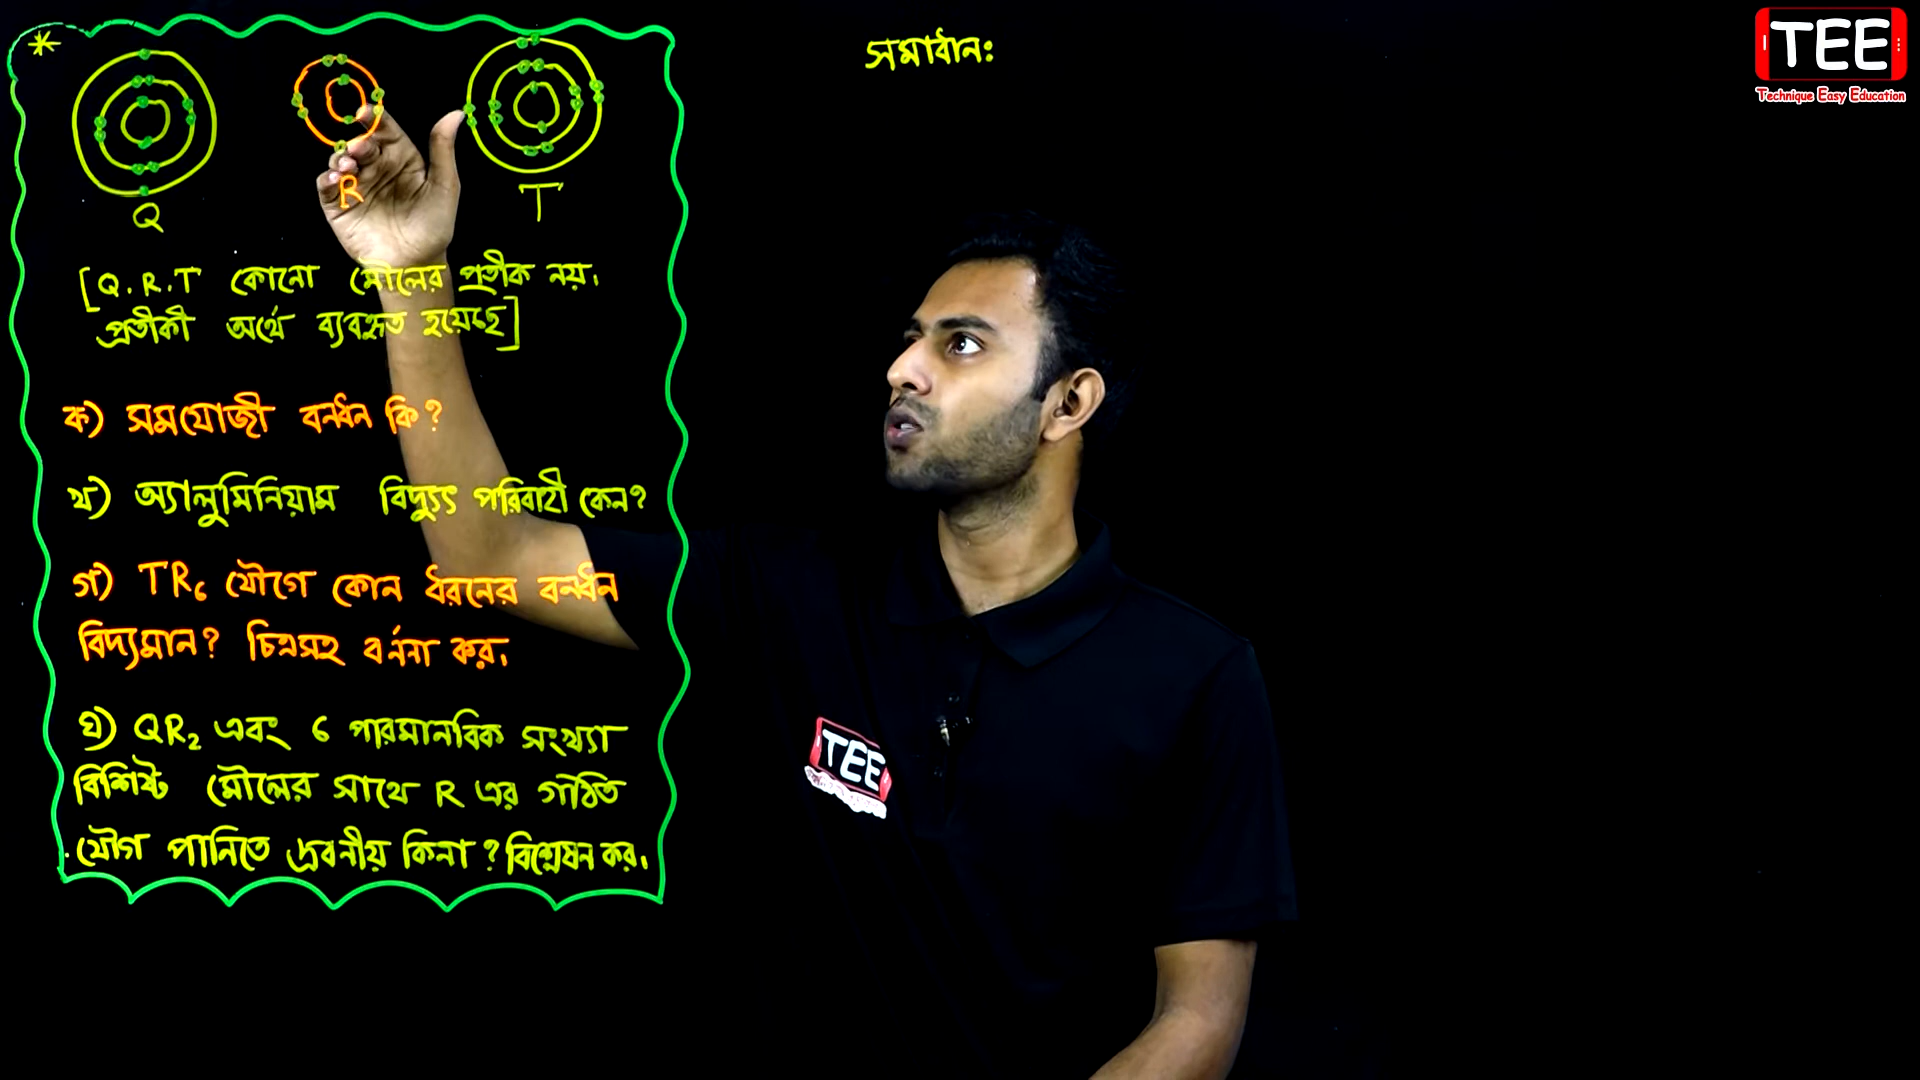 *
সমাধান:
TEE
Technique Easy Education
Q
R
T
[Q.R.T কোনো মৌলের প্রতীক নয়।
প্রতীকী অর্থে ব্যবহৃত হয়েছে]
ক) সমযোজী বন্ধন কি?
খ) অ্যালুমিনিয়াম বিদ্যুৎ পরিবাহী কেন?
গ) TR₆ যৌগে কোন ধরনের বন্ধন
বিদ্যমান? চিত্রসহ বর্ননা কর।
ঘ) QR₂ এবং 6 পারমানবিক সংখ্যা
বিশিষ্ট মৌলের সাথে R এর গঠিত
যৌগ পানিতে দ্রবনীয় কিনা? বিশ্লেষন কর।
TEE